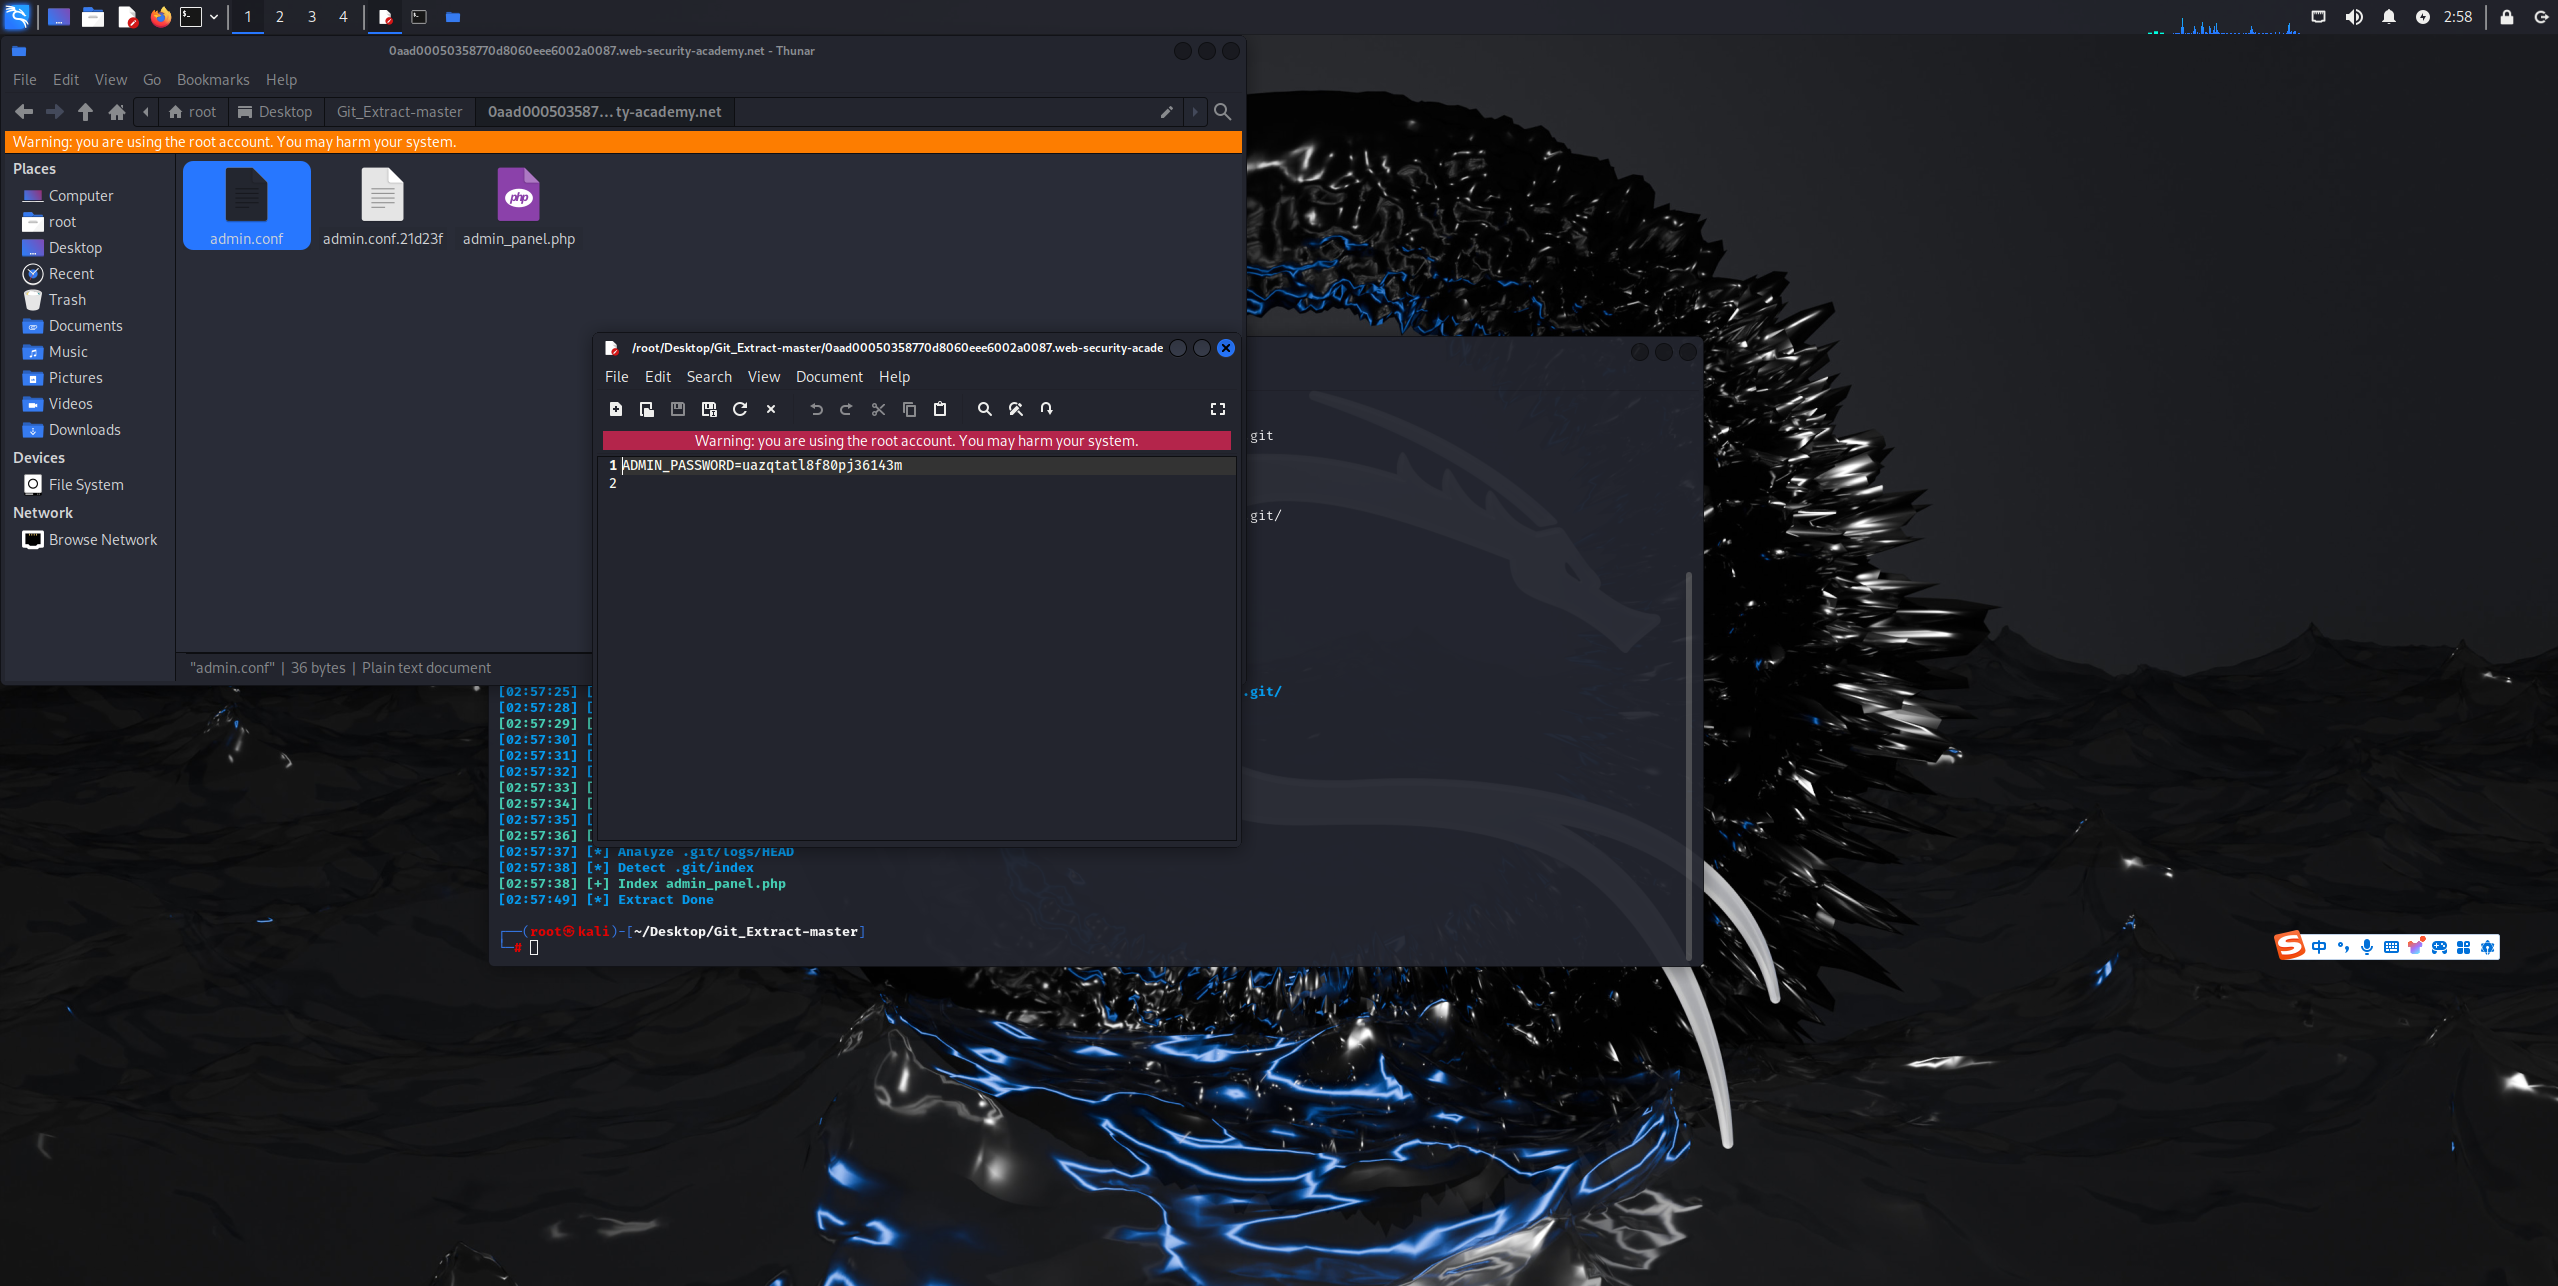 1 2 3 4
2:58
0aad00050358770d8060eee6002a0087.web-security-academy.net - Thunar
File Edit View Go Bookmarks Help
root Desktop Git_Extract-master 0aad000503587...ty-academy.net
Warning: you are using the root account. You may harm your system.
Places
Computer
root
Desktop
Recent
Trash
Documents
Music
Pictures
Videos
Downloads
Devices
File System
Network
Browse Network
admin.conf
admin.conf.21d23f
php
admin_panel.php
"admin.conf" | 36 bytes | Plain text document
/root/Desktop/Git_Extract-master/0aad00050358770d8060eee6002a0087.web-security-acade
File Edit Search View Document Help
Warning: you are using the root account. You may harm your system.
1 ADMIN_PASSWORD=uazqtatl8f80pj36143m
2
git
git/
[02:57:25] [ .git/
[02:57:28] [
[02:57:29] [
[02:57:30] [
[02:57:31] [
[02:57:32] [
[02:57:33] [
[02:57:34] [
[02:57:35] [
[02:57:36] [
[02:57:37] [*] Analyze .git/logs/HEAD
[02:57:38] [*] Detect .git/index
[02:57:38] [+] Index admin_panel.php
[02:57:49] [*] Extract Done
┌──(root㉿kali)-[~/Desktop/Git_Extract-master]
└─#
S 中